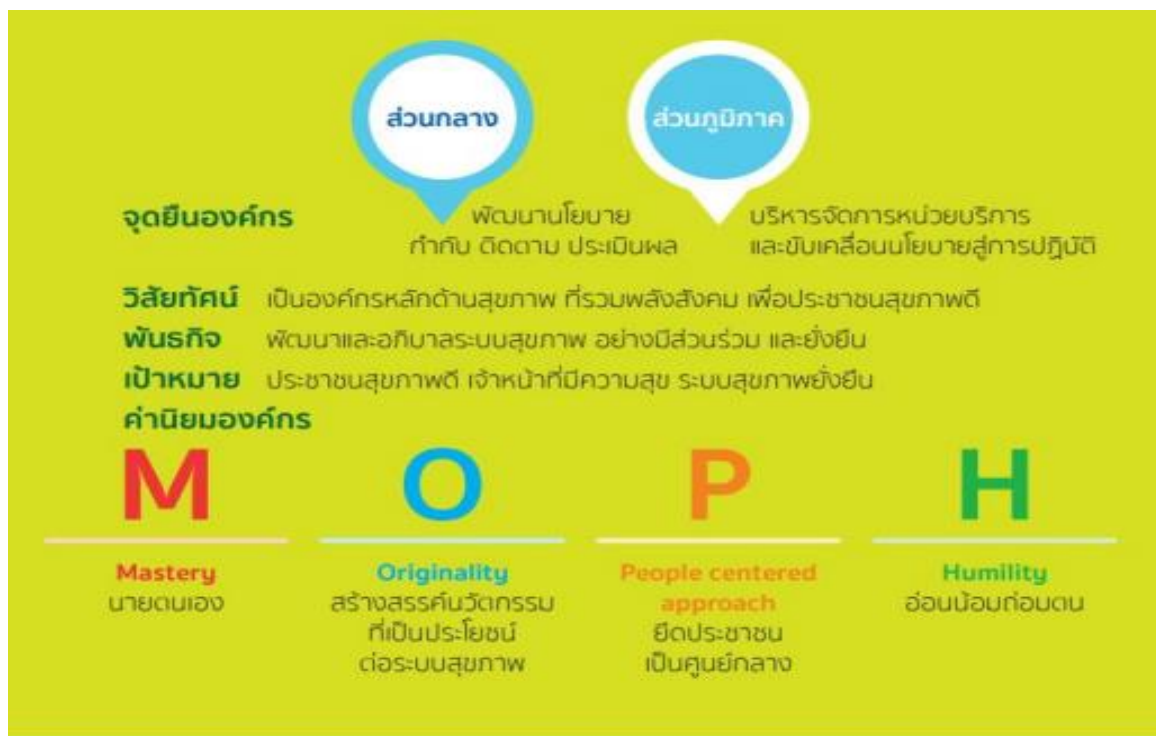 ส่วนกลาง
ส่วนภูมิภาค
จุดยืนองค์กร
พัฒนานโยบาย
กำกับ ติดตาม ประเมินผล
บริหารจัดการหน่วยบริการ
และขับเคลื่อนนโยบายสู่การปฏิบัติ
วิสัยทัศน์ เป็นองค์กรหลักด้านสุขภาพ ที่รวมพลังสังคม เพื่อประชาชนสุขภาพดี
พันธกิจ พัฒนาและอภิบาลระบบสุขภาพ อย่างมีส่วนร่วม และยั่งยืน
เป้าหมาย ประชาชนสุขภาพดี เจ้าหน้าที่มีความสุข ระบบสุขภาพยั่งยืน
ค่านิยมองค์กร
M O P H
Mastery
นายตนเอง
Originality
สร้างสรรค์นวัตกรรม
ที่เป็นประโยชน์
ต่อระบบสุขภาพ
People centered
approach
ยึดประชาชน
เป็นศูนย์กลาง
Humility
อ่อนน้อมถ่อมตน